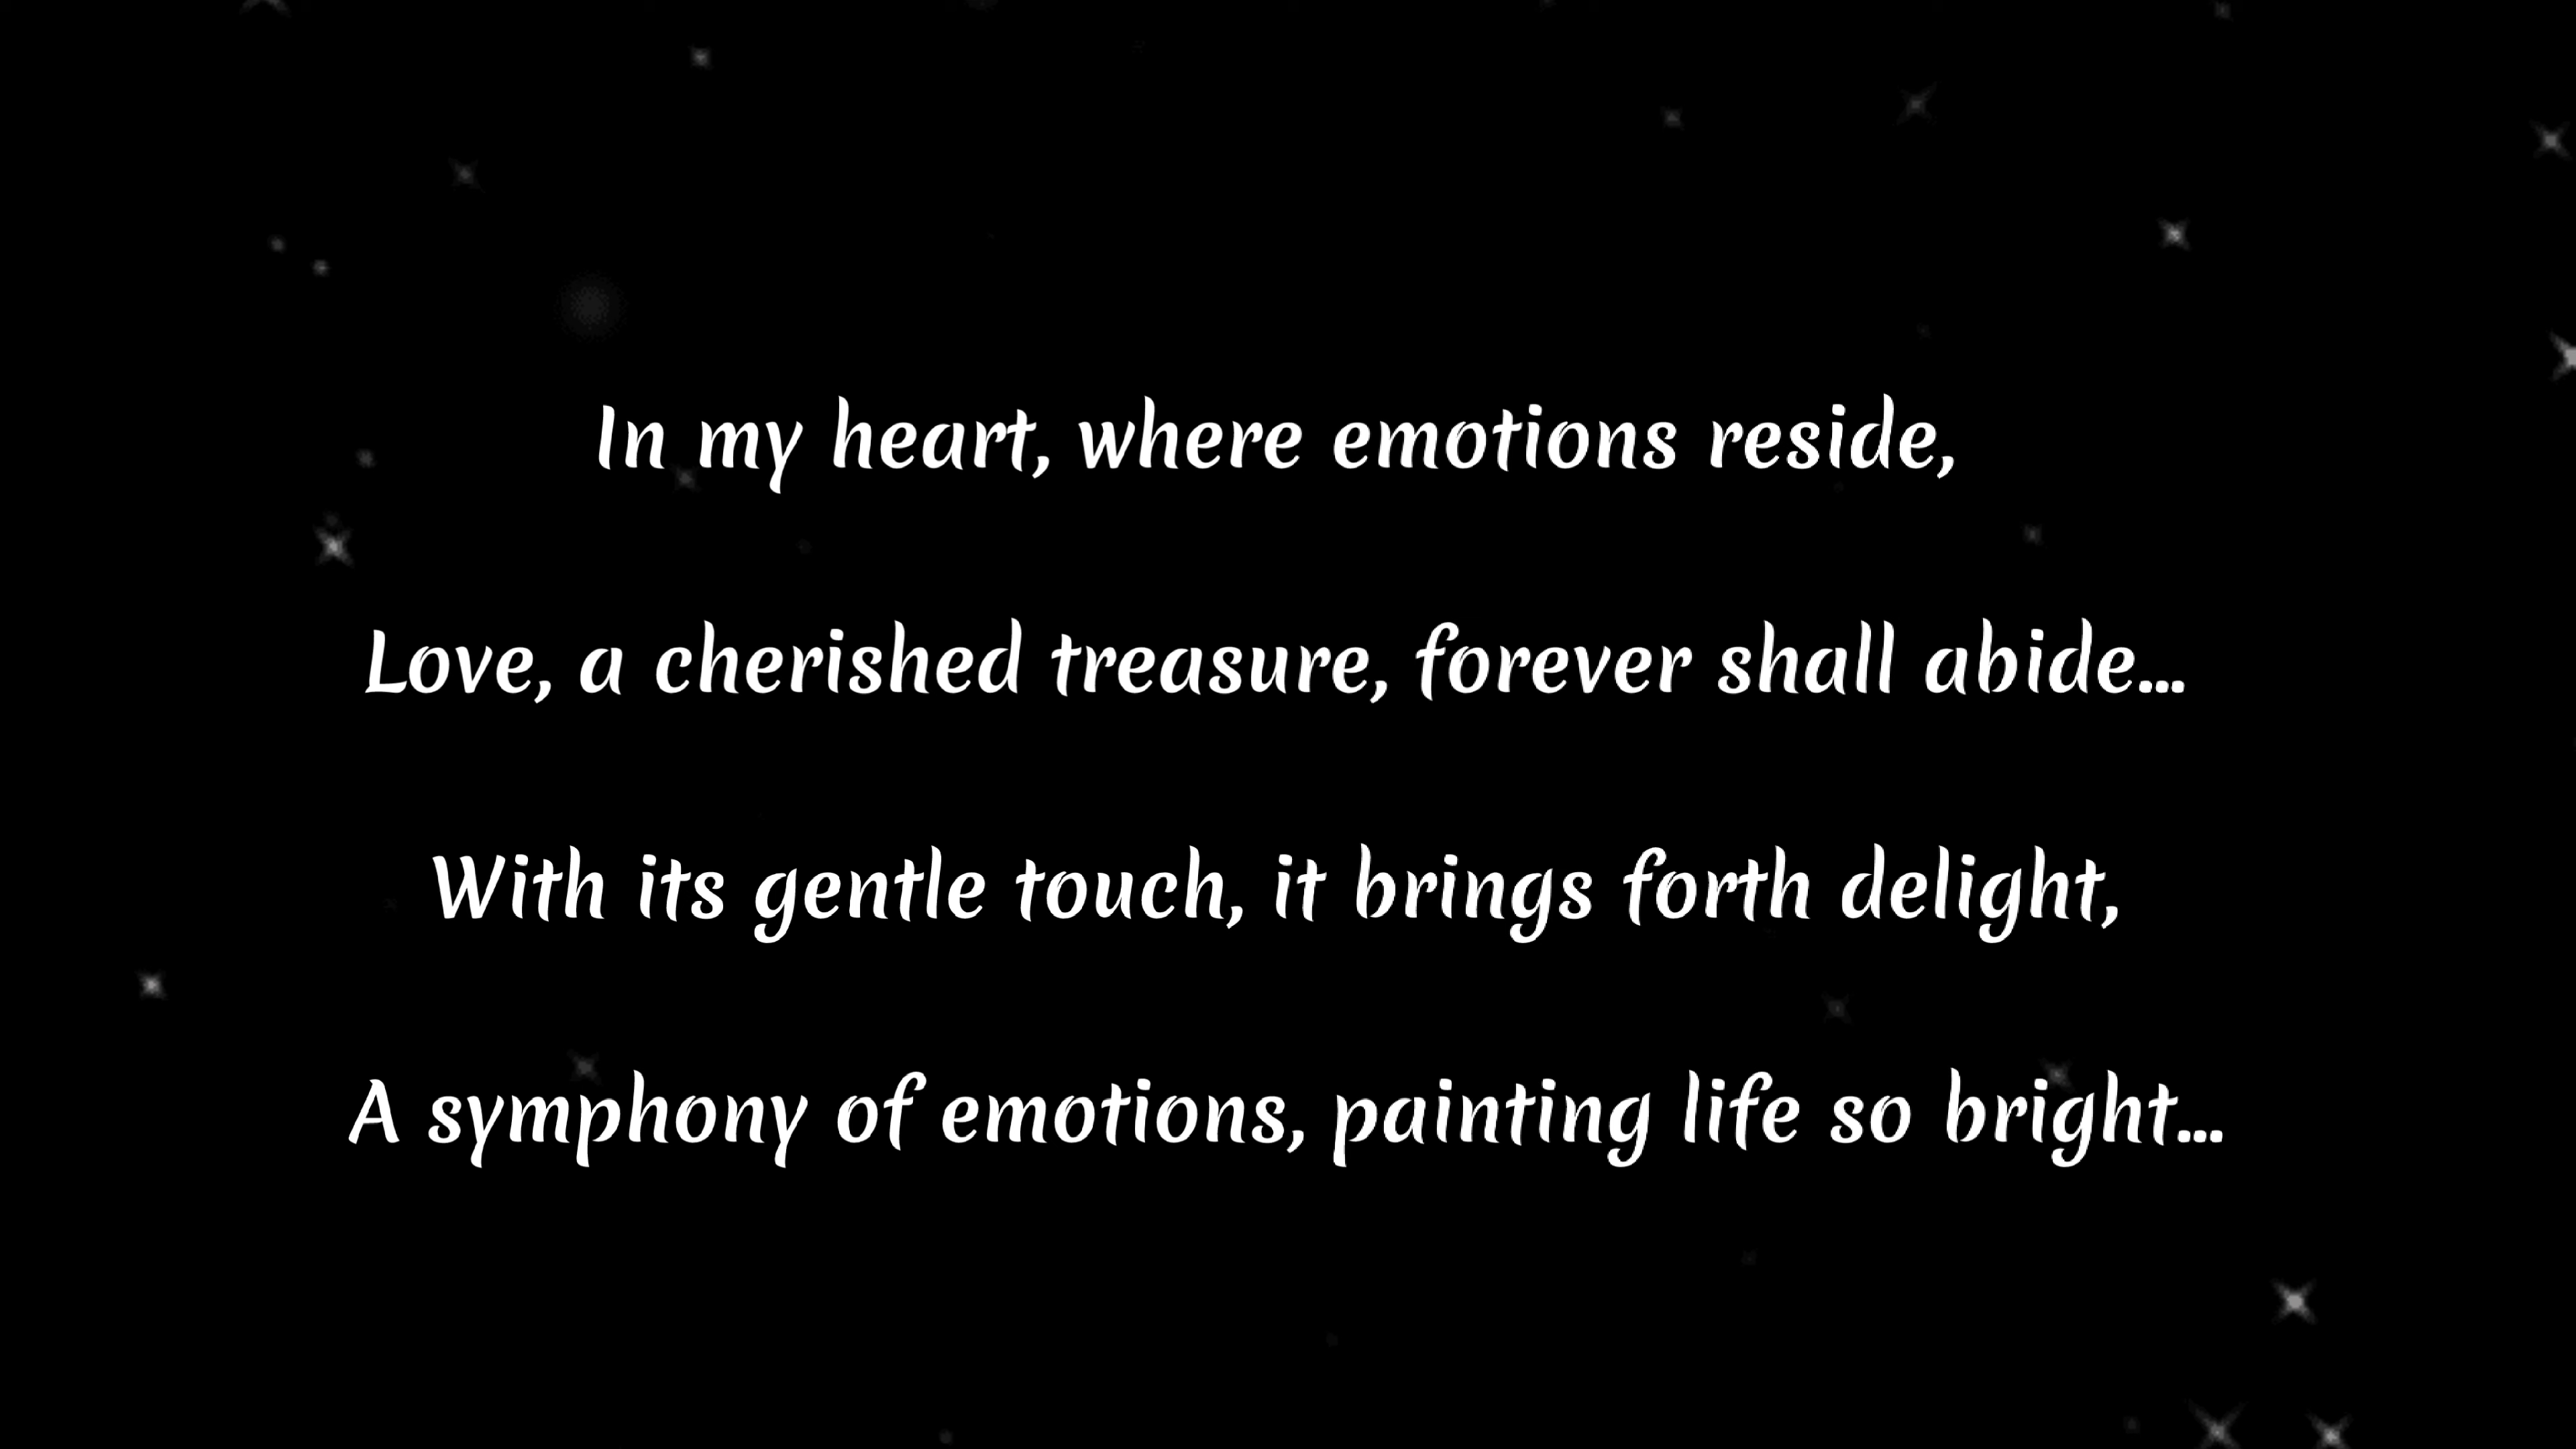 In my heart, where emotions reside,
Love, a cherished treasure, forever shall abide...
With its gentle touch, it brings forth delight,
A symphony of emotions, painting life so bright...